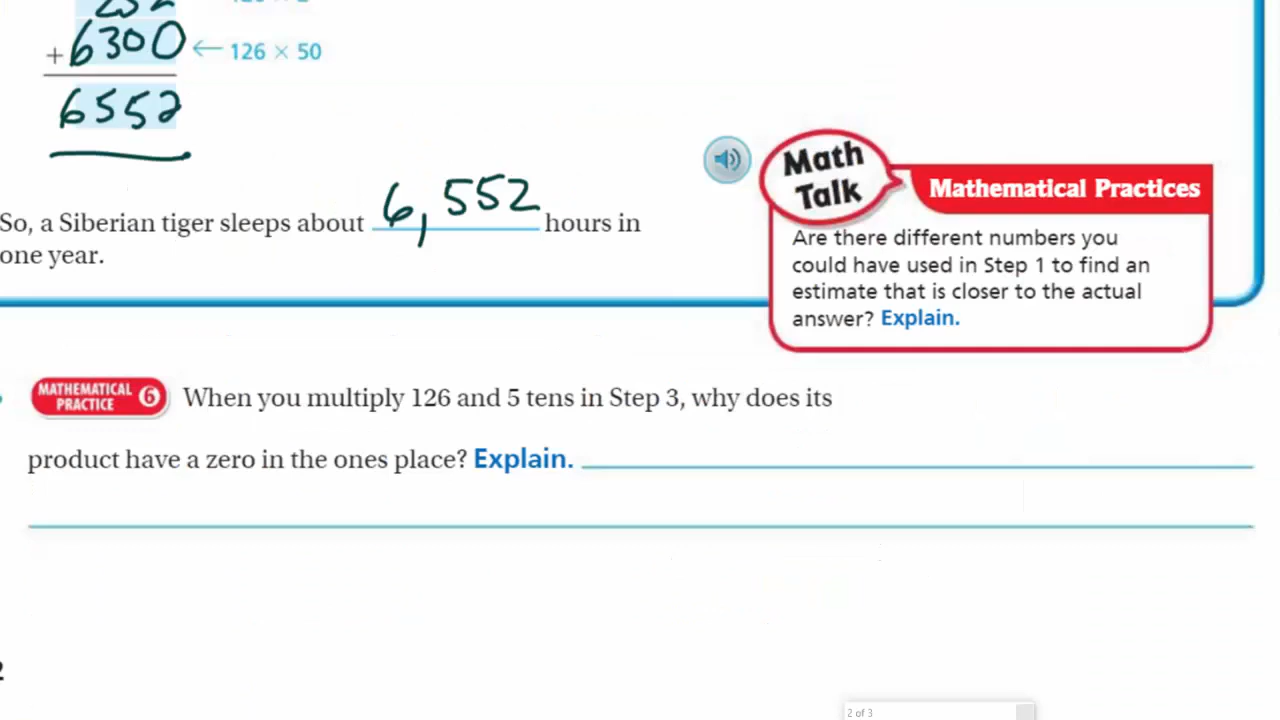 + 6300 ← 126 × 50
6552
So, a Siberian tiger sleeps about 6,552 hours in
one year.
Math
Talk
Mathematical Practices
Are there different numbers you
could have used in Step 1 to find an
estimate that is closer to the actual
answer? Explain.
MATHEMATICAL
PRACTICE 6
When you multiply 126 and 5 tens in Step 3, why does its
product have a zero in the ones place? Explain.
2 of 3